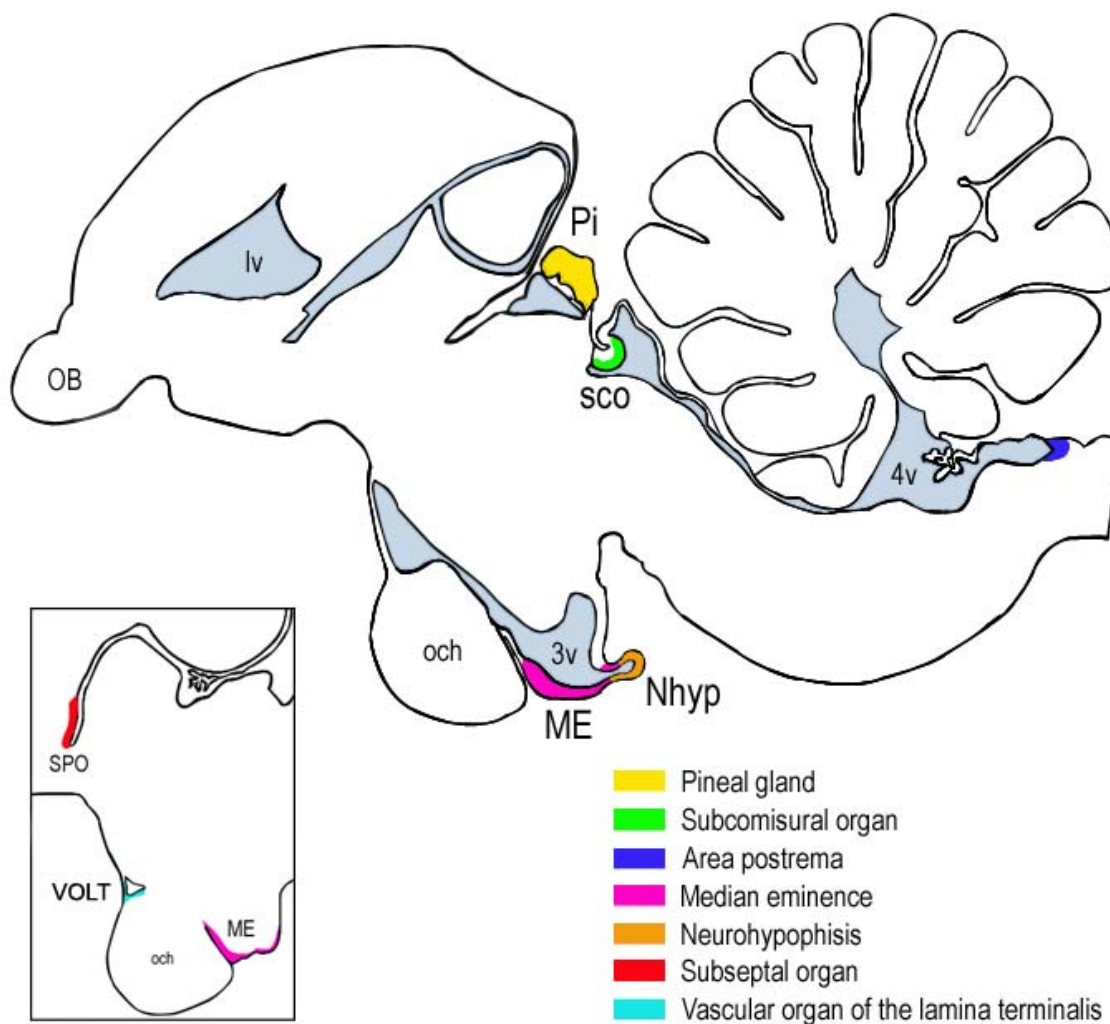 Pi
lv
OB
sco
4v
och
3v
Nhyp
ME
SPO
VOLT
ME
och
Pineal gland
Subcomisural organ
Area postrema
Median eminence
Neurohypophisis
Subseptal organ
Vascular organ of the lamina terminalis